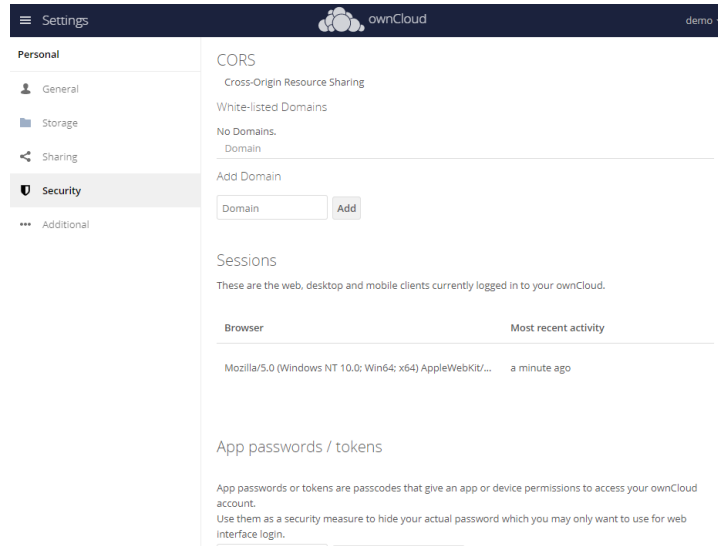 Settings
ownCloud
demo
Personal
General
Storage
Sharing
Security
Additional
CORS
Cross-Origin Resource Sharing
White-listed Domains
No Domains.
Domain
Add Domain
Domain
Add
Sessions
These are the web, desktop and mobile clients currently logged in to your ownCloud.
Browser Most recent activity
Mozilla/5.0 (Windows NT 10.0; Win64; x64) AppleWebKit/... a minute ago
App passwords / tokens
App passwords or tokens are passcodes that give an app or device permissions to access your ownCloud
account.
Use them as a security measure to hide your actual password which you may only want to use for web
interface login.